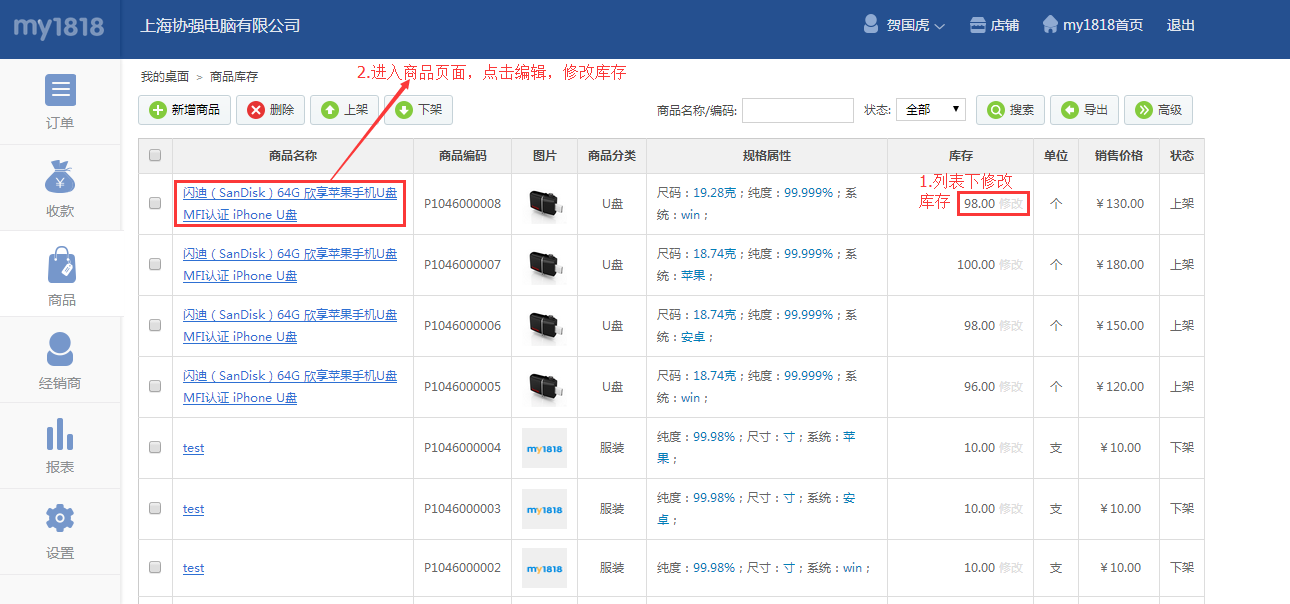 my1818
上海协强电脑有限公司
贺国虎
店铺
my1818首页
退出
订单
收款
商品
经销商
报表
设置
我的桌面 > 商品库存
2.进入商品页面，点击编辑，修改库存
新增商品
删除
上架
下架
商品名称/编码:
状态:
全部
搜索
导出
高级
商品名称 商品编码 图片 商品分类 规格属性 库存 单位 销售价格 状态
1.列表下修改
库存
闪迪（SanDisk）64G 欣享苹果手机U盘
MFI认证 iPhone U盘
P1046000008
U盘
尺码：19.28克；纯度：99.999%；系
统：win；
98.00 修改
个
￥130.00
上架
闪迪（SanDisk）64G 欣享苹果手机U盘
MFI认证 iPhone U盘
P1046000007
U盘
尺码：18.74克；纯度：99.999%；系
统：苹果；
100.00 修改
个
￥180.00
上架
闪迪（SanDisk）64G 欣享苹果手机U盘
MFI认证 iPhone U盘
P1046000006
U盘
尺码：18.74克；纯度：99.999%；系
统：安卓；
98.00 修改
个
￥150.00
上架
闪迪（SanDisk）64G 欣享苹果手机U盘
MFI认证 iPhone U盘
P1046000005
U盘
尺码：18.74克；纯度：99.999%；系
统：win；
96.00 修改
个
￥120.00
上架
test
P1046000004
my1818
服装
纯度：99.98%；尺寸：寸；系统：苹
果；
10.00 修改
支
￥10.00
下架
test
P1046000003
my1818
服装
纯度：99.98%；尺寸：寸；系统：安
卓；
10.00 修改
支
￥10.00
下架
test
P1046000002
my1818
服装
纯度：99.98%；尺寸：寸；系统：win；
10.00 修改
支
￥10.00
下架